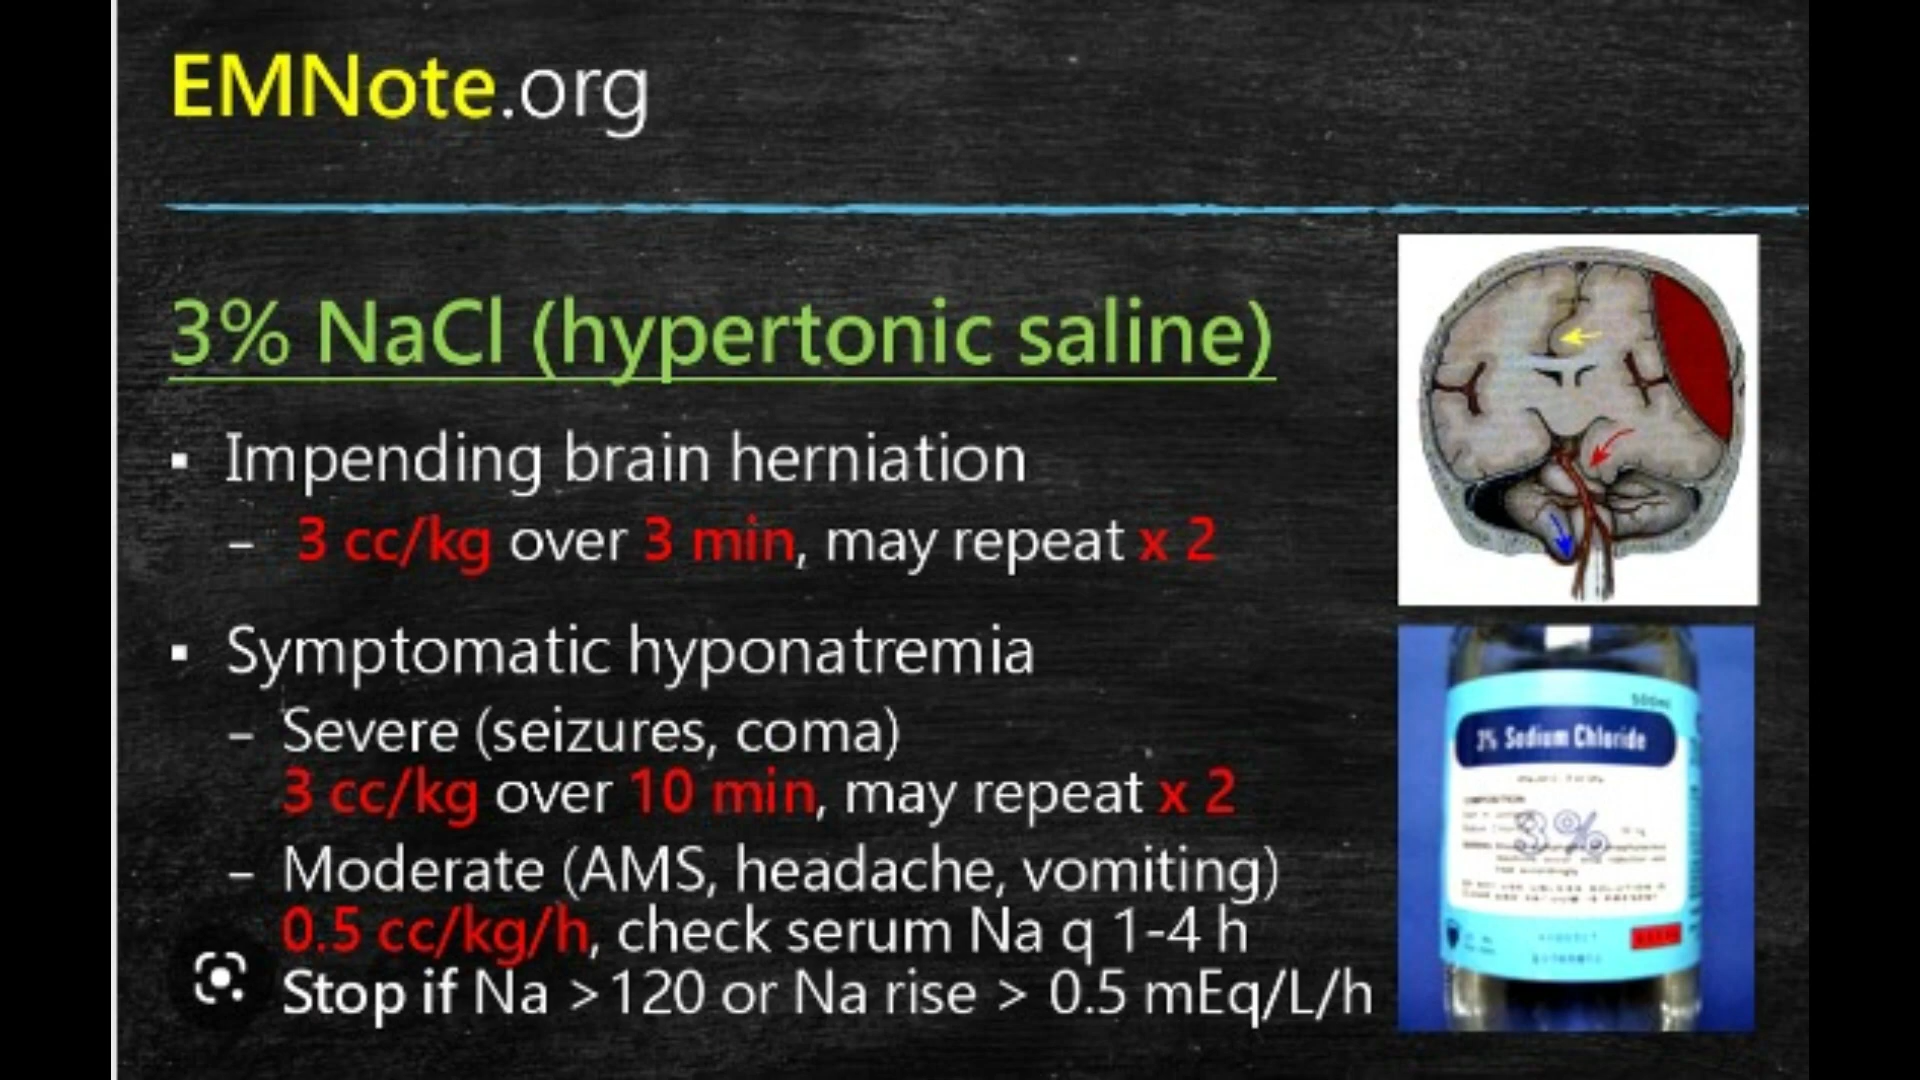 EMNote.org
3% NaCl (hypertonic saline)
▪ Impending brain herniation
– 3 cc/kg over 3 min, may repeat x 2
▪ Symptomatic hyponatremia
– Severe (seizures, coma)
3 cc/kg over 10 min, may repeat x 2
– Moderate (AMS, headache, vomiting)
0.5 cc/kg/h, check serum Na q 1-4 h
Stop if Na >120 or Na rise > 0.5 mEq/L/h
500ml
3% Sodium Chloride
3%